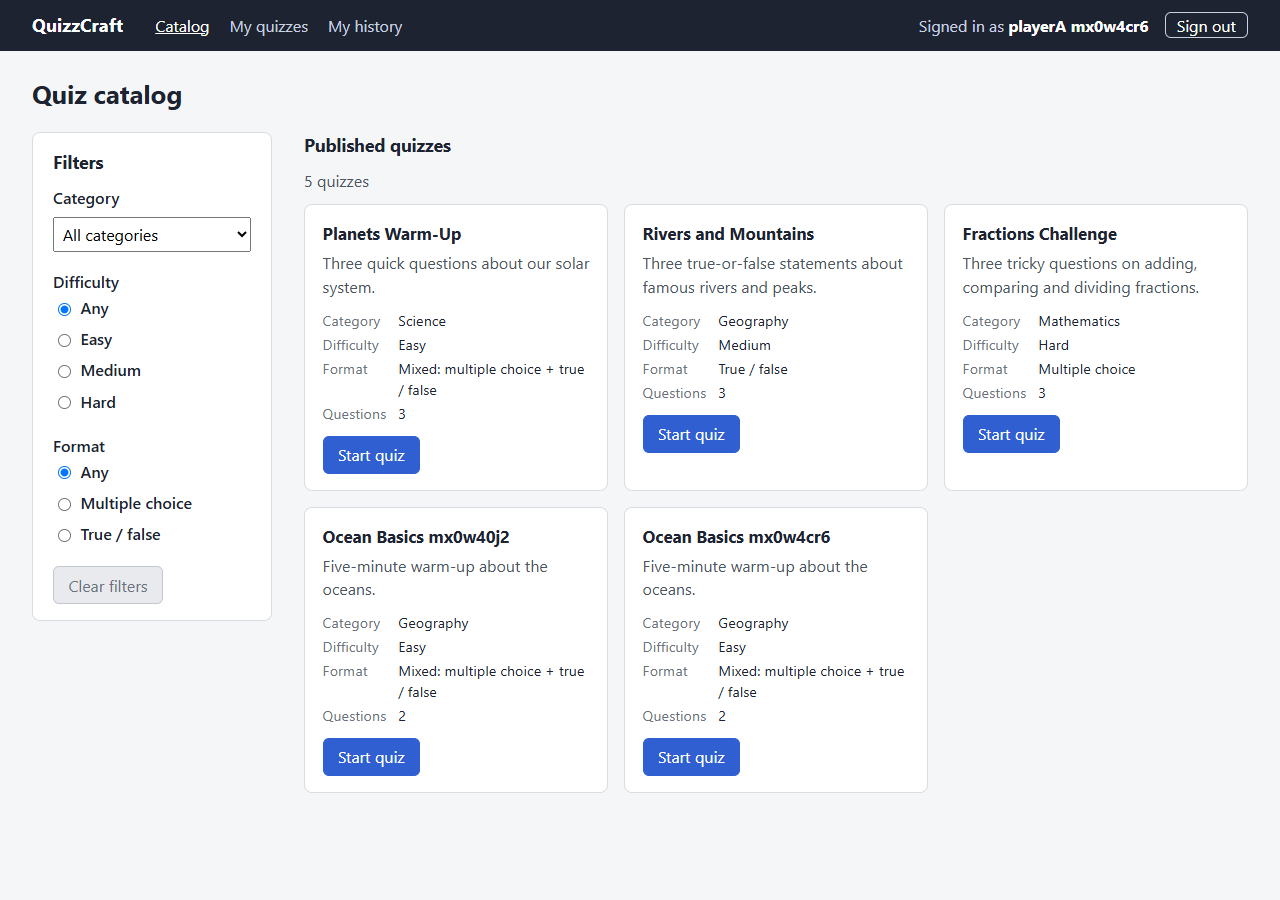 QuizzCraft Catalog My quizzes My history Signed in as playerA mx0w4cr6 Sign out
Quiz catalog
Filters
Category
All categories
Difficulty
Any
Easy
Medium
Hard
Format
Any
Multiple choice
True / false
Clear filters
Published quizzes
5 quizzes
Planets Warm-Up
Three quick questions about our solar
system.
Category Science
Difficulty Easy
Format Mixed: multiple choice + true
/ false
Questions 3
Start quiz
Rivers and Mountains
Three true-or-false statements about
famous rivers and peaks.
Category Geography
Difficulty Medium
Format True / false
Questions 3
Start quiz
Fractions Challenge
Three tricky questions on adding,
comparing and dividing fractions.
Category Mathematics
Difficulty Hard
Format Multiple choice
Questions 3
Start quiz
Ocean Basics mx0w40j2
Five-minute warm-up about the
oceans.
Category Geography
Difficulty Easy
Format Mixed: multiple choice + true
/ false
Questions 2
Start quiz
Ocean Basics mx0w4cr6
Five-minute warm-up about the
oceans.
Category Geography
Difficulty Easy
Format Mixed: multiple choice + true
/ false
Questions 2
Start quiz